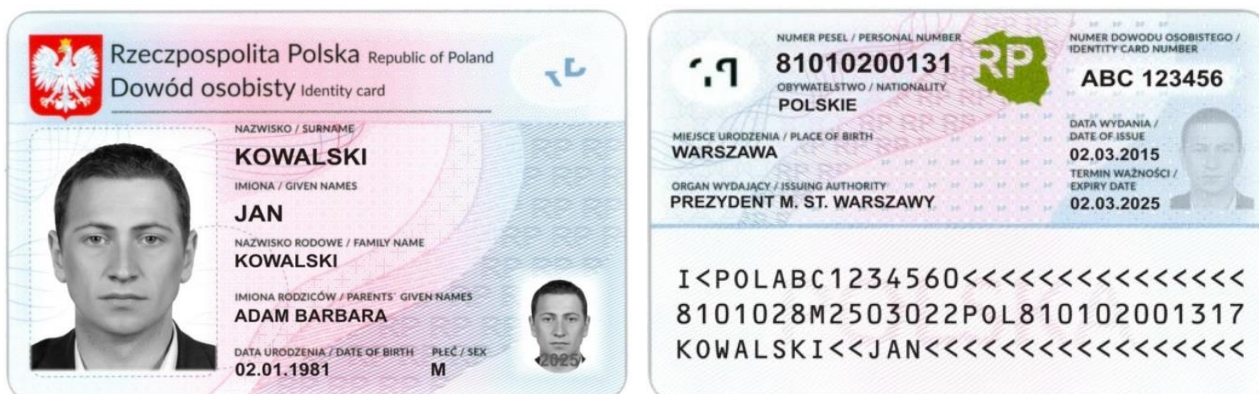 Rzeczpospolita Polska Republic of Poland
Dowód osobisty Identity card
NAZWISKO / SURNAME
KOWALSKI
IMIONA / GIVEN NAMES
JAN
NAZWISKO RODOWE / FAMILY NAME
KOWALSKI
IMIONA RODZICÓW / PARENTS' GIVEN NAMES
ADAM BARBARA
DATA URODZENIA / DATE OF BIRTH PŁEĆ / SEX
02.01.1981 M
2025
NUMER PESEL / PERSONAL NUMBER
81010200131
OBYWATELSTWO / NATIONALITY
POLSKIE
RP
NUMER DOWODU OSOBISTEGO /
IDENTITY CARD NUMBER
ABC 123456
MIEJSCE URODZENIA / PLACE OF BIRTH
WARSZAWA
DATA WYDANIA /
DATE OF ISSUE
02.03.2015
ORGAN WYDAJĄCY / ISSUING AUTHORITY
PREZYDENT M. ST. WARSZAWY
TERMIN WAŻNOŚCI /
EXPIRY DATE
02.03.2025
I<POLABC1234560<<<<<<<<<<<<<<<
8101028M2503022POL810102001317
KOWALSKI<<JAN<<<<<<<<<<<<<<<<<